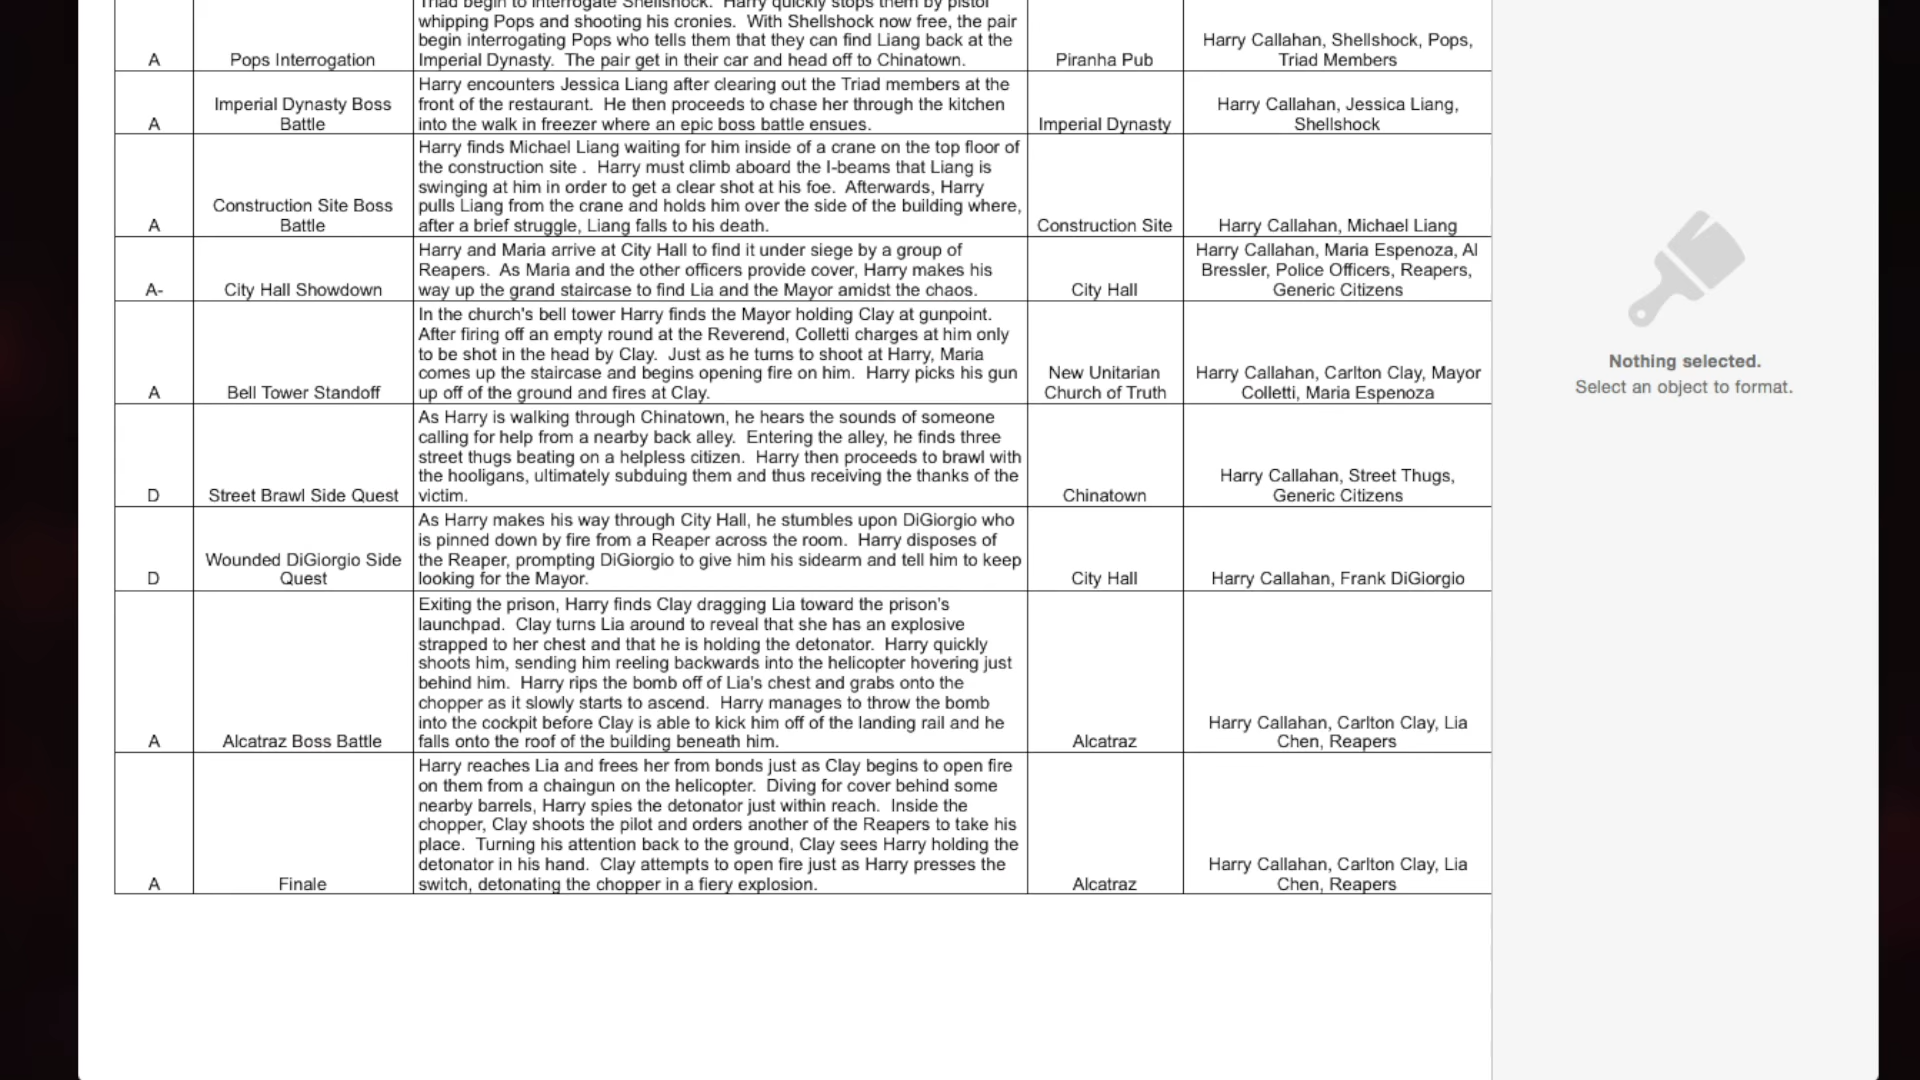 Triad begin to interrogate Shellshock.  Harry quickly stops them by pistol
whipping Pops and shooting his cronies.  With Shellshock now free, the pair
begin interrogating Pops who tells them that they can find Liang back at the
Imperial Dynasty.  The pair get in their car and head off to Chinatown.
A
Pops Interrogation
Piranha Pub
Harry Callahan, Shellshock, Pops,
Triad Members
Harry encounters Jessica Liang after clearing out the Triad members at the
front of the restaurant.  He then proceeds to chase her through the kitchen
into the walk in freezer where an epic boss battle ensues.
A
Imperial Dynasty Boss
Battle
Imperial Dynasty
Harry Callahan, Jessica Liang,
Shellshock
Harry finds Michael Liang waiting for him inside of a crane on the top floor of
the construction site .  Harry must climb aboard the I-beams that Liang is
swinging at him in order to get a clear shot at his foe.  Afterwards, Harry
pulls Liang from the crane and holds him over the side of the building where,
after a brief struggle, Liang falls to his death.
A
Construction Site Boss
Battle
Construction Site
Harry Callahan, Michael Liang
Harry and Maria arrive at City Hall to find it under siege by a group of
Reapers.  As Maria and the other officers provide cover, Harry makes his
way up the grand staircase to find Lia and the Mayor amidst the chaos.
A-
City Hall Showdown
City Hall
Harry Callahan, Maria Espenoza, Al
Bressler, Police Officers, Reapers,
Generic Citizens
In the church's bell tower Harry finds the Mayor holding Clay at gunpoint.
After firing off an empty round at the Reverend, Colletti charges at him only
to be shot in the head by Clay.  Just as he turns to shoot at Harry, Maria
comes up the staircase and begins opening fire on him.  Harry picks his gun
up off of the ground and fires at Clay.
A
Bell Tower Standoff
New Unitarian
Church of Truth
Harry Callahan, Carlton Clay, Mayor
Colletti, Maria Espenoza
As Harry is walking through Chinatown, he hears the sounds of someone
calling for help from a nearby back alley.  Entering the alley, he finds three
street thugs beating on a helpless citizen.  Harry then proceeds to brawl with
the hooligans, ultimately subduing them and thus receiving the thanks of the
victim.
D
Street Brawl Side Quest
Chinatown
Harry Callahan, Street Thugs,
Generic Citizens
As Harry makes his way through City Hall, he stumbles upon DiGiorgio who
is pinned down by fire from a Reaper across the room.  Harry disposes of
the Reaper, prompting DiGiorgio to give him his sidearm and tell him to keep
looking for the Mayor.
D
Wounded DiGiorgio Side
Quest
City Hall
Harry Callahan, Frank DiGiorgio
Exiting the prison, Harry finds Clay dragging Lia toward the prison's
launchpad.  Clay turns Lia around to reveal that she has an explosive
strapped to her chest and that he is holding the detonator.  Harry quickly
shoots him, sending him reeling backwards into the helicopter hovering just
behind him.  Harry rips the bomb off of Lia's chest and grabs onto the
chopper as it slowly starts to ascend.  Harry manages to throw the bomb
into the cockpit before Clay is able to kick him off of the landing rail and he
falls onto the roof of the building beneath him.
A
Alcatraz Boss Battle
Alcatraz
Harry Callahan, Carlton Clay, Lia
Chen, Reapers
Harry reaches Lia and frees her from bonds just as Clay begins to open fire
on them from a chaingun on the helicopter.  Diving for cover behind some
nearby barrels, Harry spies the detonator just within reach.  Inside the
chopper, Clay shoots the pilot and orders another of the Reapers to take his
place.  Turning his attention back to the ground, Clay sees Harry holding the
detonator in his hand.  Clay attempts to open fire just as Harry presses the
switch, detonating the chopper in a fiery explosion.
A
Finale
Alcatraz
Harry Callahan, Carlton Clay, Lia
Chen, Reapers
Nothing selected.
Select an object to format.